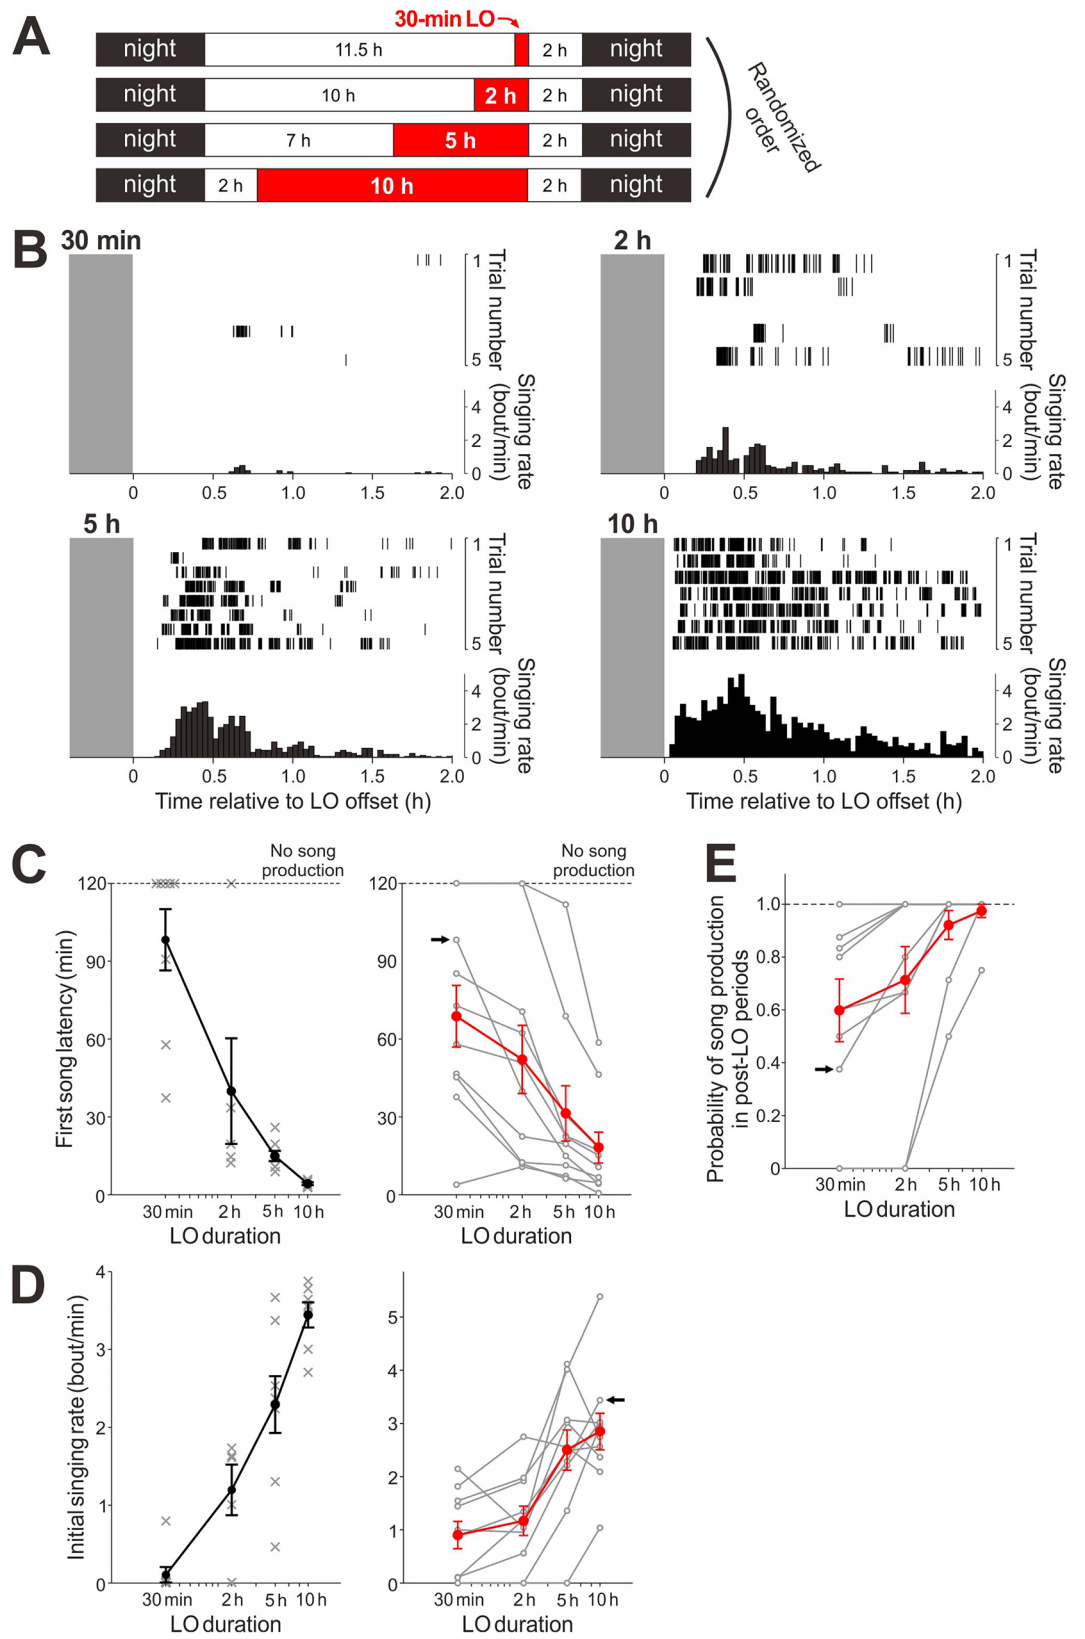 A
30-min LO
night 11.5 h 2 h night
night 10 h 2 h 2 h night
night 7 h 5 h 2 h night
night 2 h 10 h 2 h night
Randomized
order
B
30 min
1
Trial number
5
Singing rate
(bout/min)
4
2
0
0 0.5 1.0 1.5 2.0
2 h
1
Trial number
5
Singing rate
(bout/min)
4
2
0
0 0.5 1.0 1.5 2.0
5 h
1
Trial number
5
Singing rate
(bout/min)
4
2
0
0 0.5 1.0 1.5 2.0
Time relative to LO offset (h)
10 h
1
Trial number
5
Singing rate
(bout/min)
4
2
0
0 0.5 1.0 1.5 2.0
Time relative to LO offset (h)
C
No song
production
First song latency (min)
120
90
60
30
0
30 min 2 h 5 h 10 h
LO duration
No song
production
120
90
60
30
0
30 min 2 h 5 h 10 h
LO duration
E
Probability of song production
in post-LO periods
1.0
0.8
0.6
0.4
0.2
0
30 min 2 h 5 h 10 h
LO duration
D
Initial singing rate (bout/min)
4
3
2
1
0
30 min 2 h 5 h 10 h
LO duration
5
4
3
2
1
0
30 min 2 h 5 h 10 h
LO duration